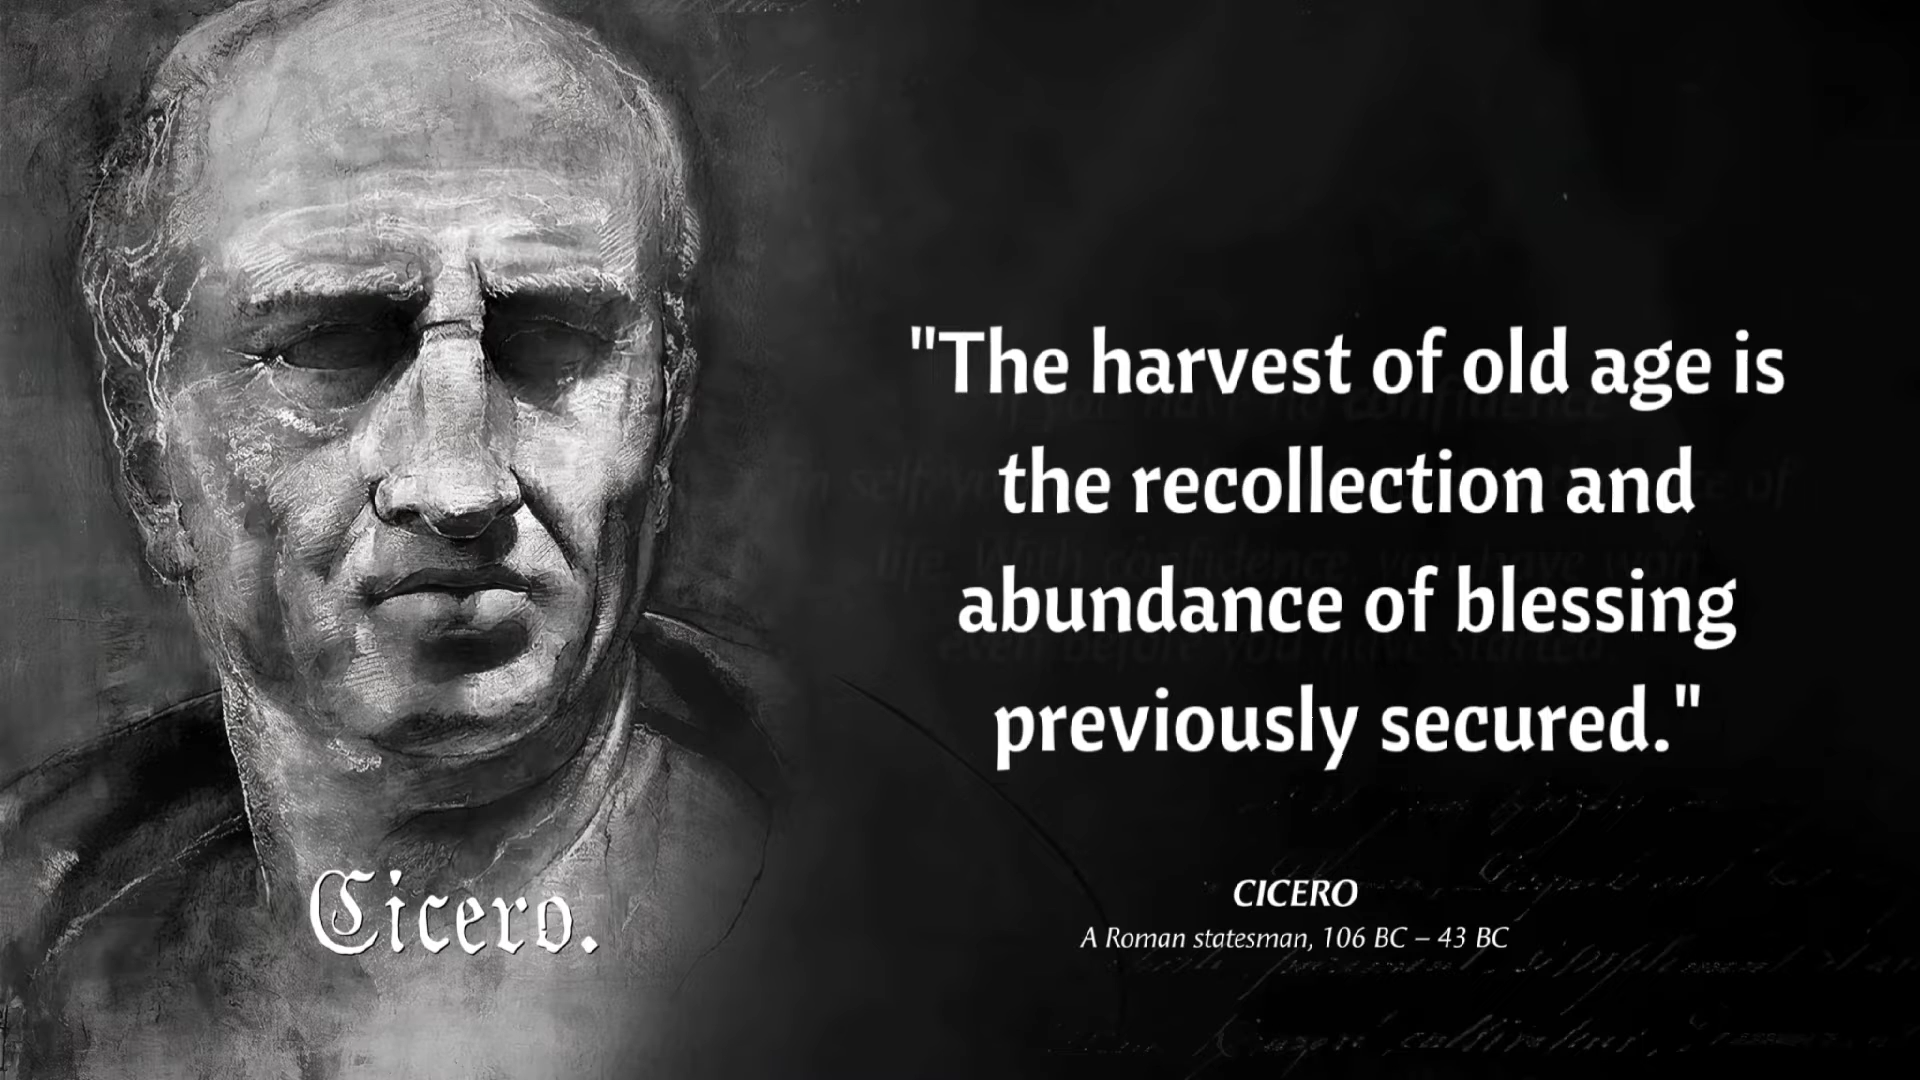 "The harvest of old age is
the recollection and
abundance of blessing
previously secured."
Cicero.
CICERO
A Roman statesman, 106 BC – 43 BC